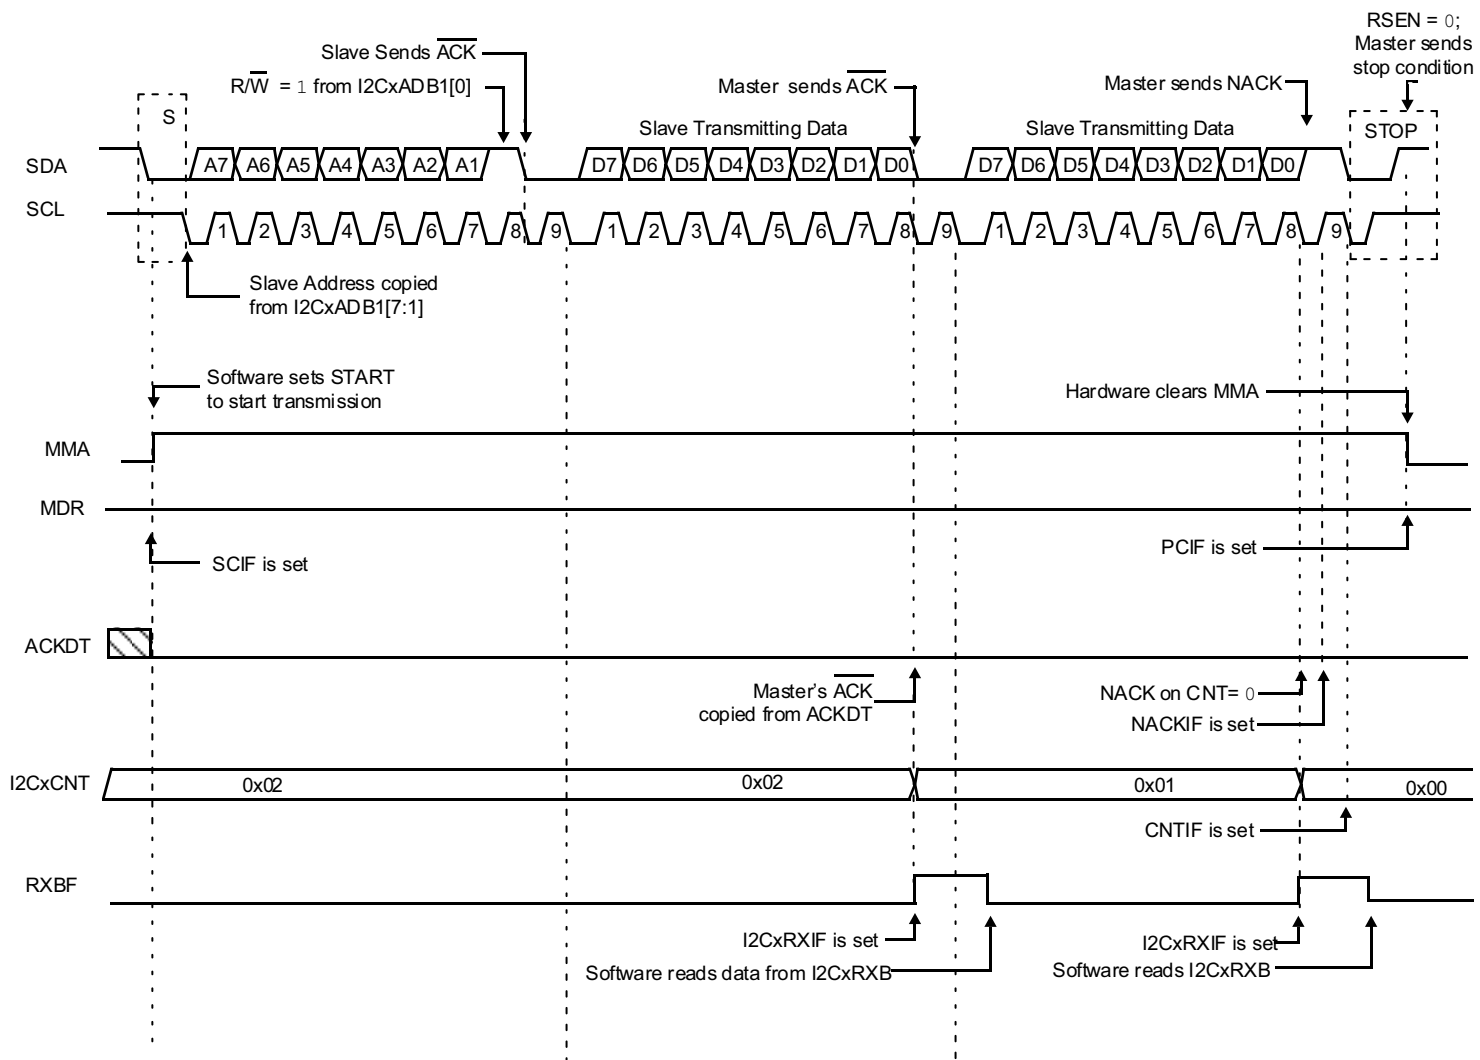 RSEN = 0;
Master sends
stop condition
Slave Sends ACK
R/W = 1 from I2CxADB1[0]
Master sends ACK
Master sends NACK
S
Slave Transmitting Data
Slave Transmitting Data
STOP
SDA
A7 A6 A5 A4 A3 A2 A1 D7 D6 D5 D4 D3 D2 D1 D0 D7 D6 D5 D4 D3 D2 D1 D0
SCL
1 2 3 4 5 6 7 8 9 1 2 3 4 5 6 7 8 9 1 2 3 4 5 6 7 8 9
Slave Address copied
from I2CxADB1[7:1]
Software sets START
to start transmission
Hardware clears MMA
MMA
MDR
SCIF is set
PCIF is set
ACKDT
Master's ACK
copied from ACKDT
NACK on CNT= 0
NACKIF is set
I2CxCNT
0x02 0x02 0x01 0x00
CNTIF is set
RXBF
I2CxRXIF is set
Software reads data from I2CxRXB
I2CxRXIF is set
Software reads I2CxRXB